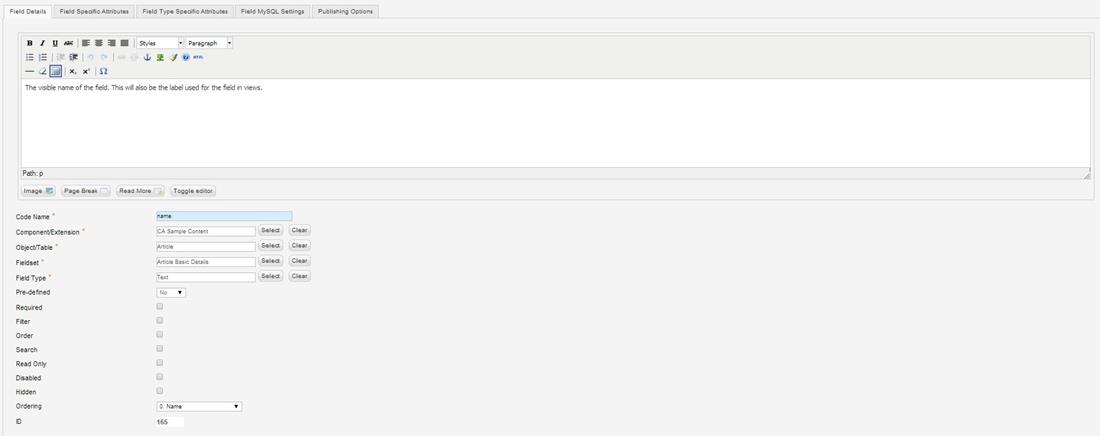 Field Details Field Specific Attributes Field Type Specific Attributes Field MySQL Settings Publishing Options
B I U ABC Styles Paragraph
HTML
x₂ x² Ω
The visible name of the field. This will also be the label used for the field in views.
Path: p
Image Page Break Read More Toggle editor
Code Name * name
Component/Extension * CA Sample Content Select Clear
Object/Table * Article Select Clear
Fieldset * Article Basic Details Select Clear
Field Type * Text Select Clear
Pre-defined No
Required
Filter
Order
Search
Read Only
Disabled
Hidden
Ordering 0. Name
ID 165